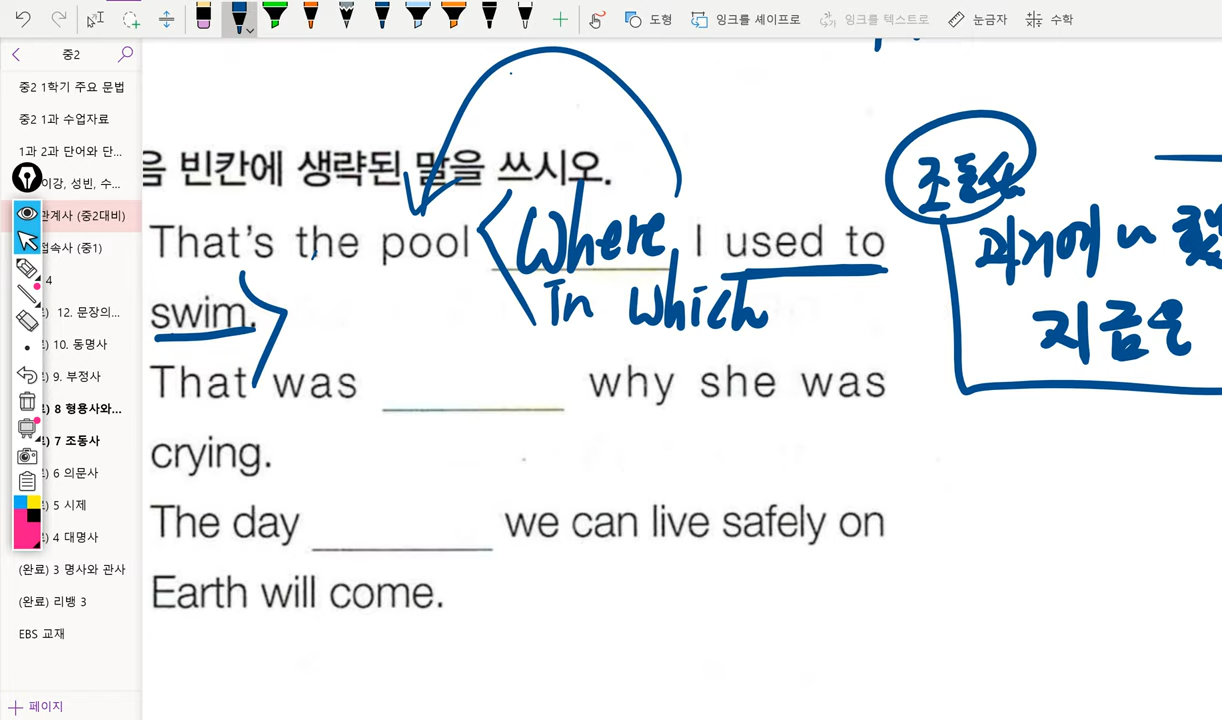 도형
잉크를 셰이프로
잉크를 텍스트로
눈금자
수학
중2
중2 1학기 주요 문법
중2 1과 수업자료
1과 2과 단어와 단...
이강, 성빈, 수...
관계사 (중2대비)
접속사 (중1)
4
) 12. 문장의...
) 10. 동명사
) 9. 부정사
) 8 형용사와...
) 7 조동사
) 6 의문사
) 5 시제
) 4 대명사
(완료) 3 명사와 관사
(완료) 리뱅 3
EBS 교재
페이지
음 빈칸에 생략된 말을 쓰시오.
That's the pool Where I used to
In Which
swim.
That was why she was
crying.
The day we can live safely on
Earth will come.
조동사
과거에 ~
지금은